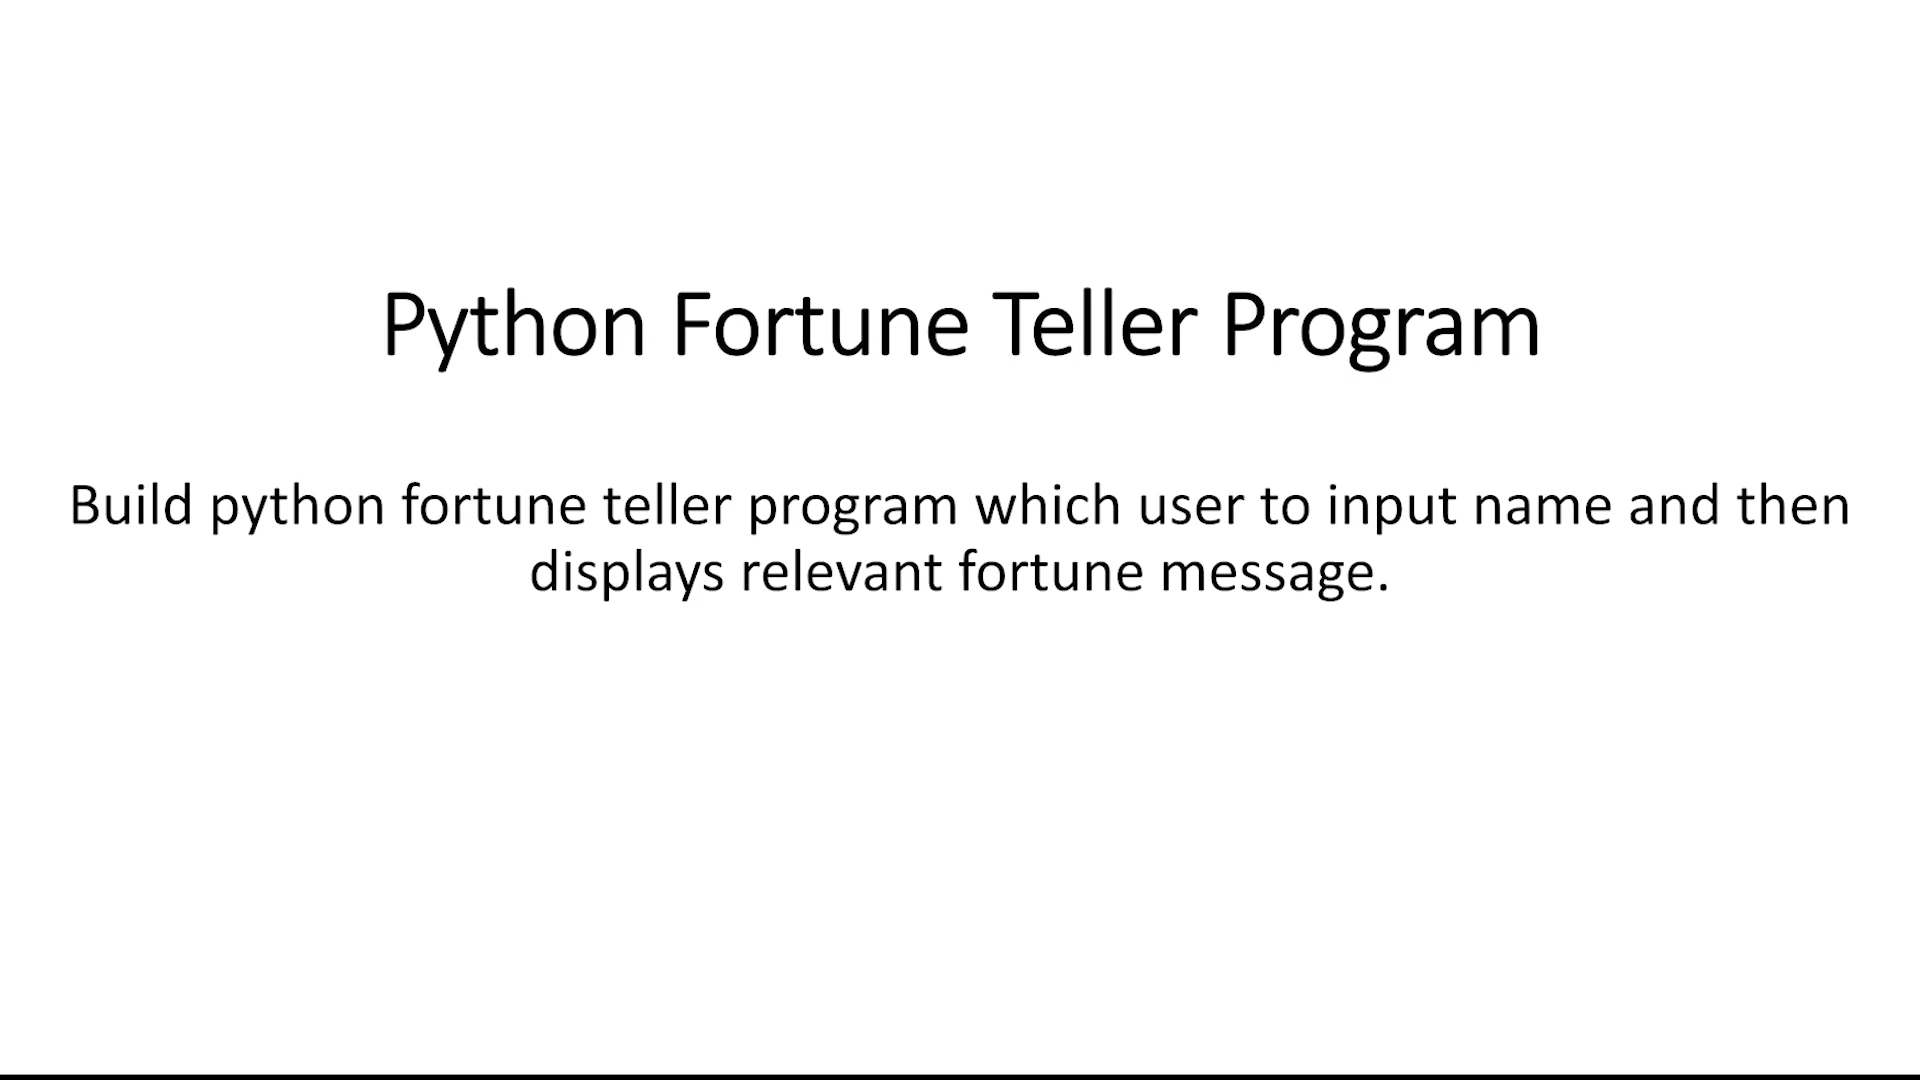 Python Fortune Teller Program
Build python fortune teller program which user to input name and then
displays relevant fortune message.